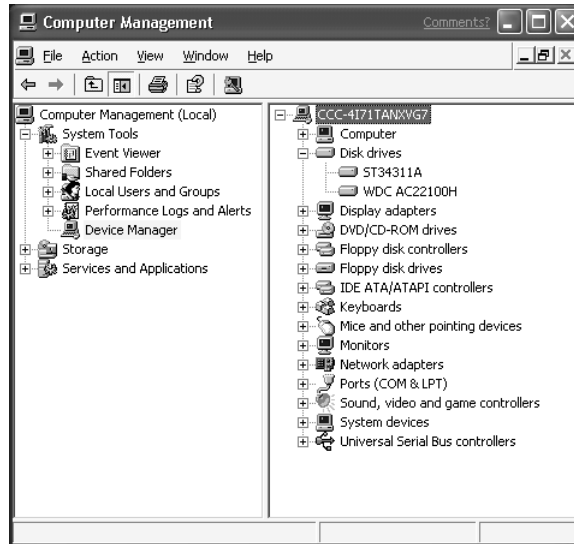 Computer Management
Comments?
File Action View Window Help
Computer Management (Local)
System Tools
Event Viewer
Shared Folders
Local Users and Groups
Performance Logs and Alerts
Device Manager
Storage
Services and Applications
CCC-4I71TANXVG7
Computer
Disk drives
ST34311A
WDC AC22100H
Display adapters
DVD/CD-ROM drives
Floppy disk controllers
Floppy disk drives
IDE ATA/ATAPI controllers
Keyboards
Mice and other pointing devices
Monitors
Network adapters
Ports (COM & LPT)
Sound, video and game controllers
System devices
Universal Serial Bus controllers